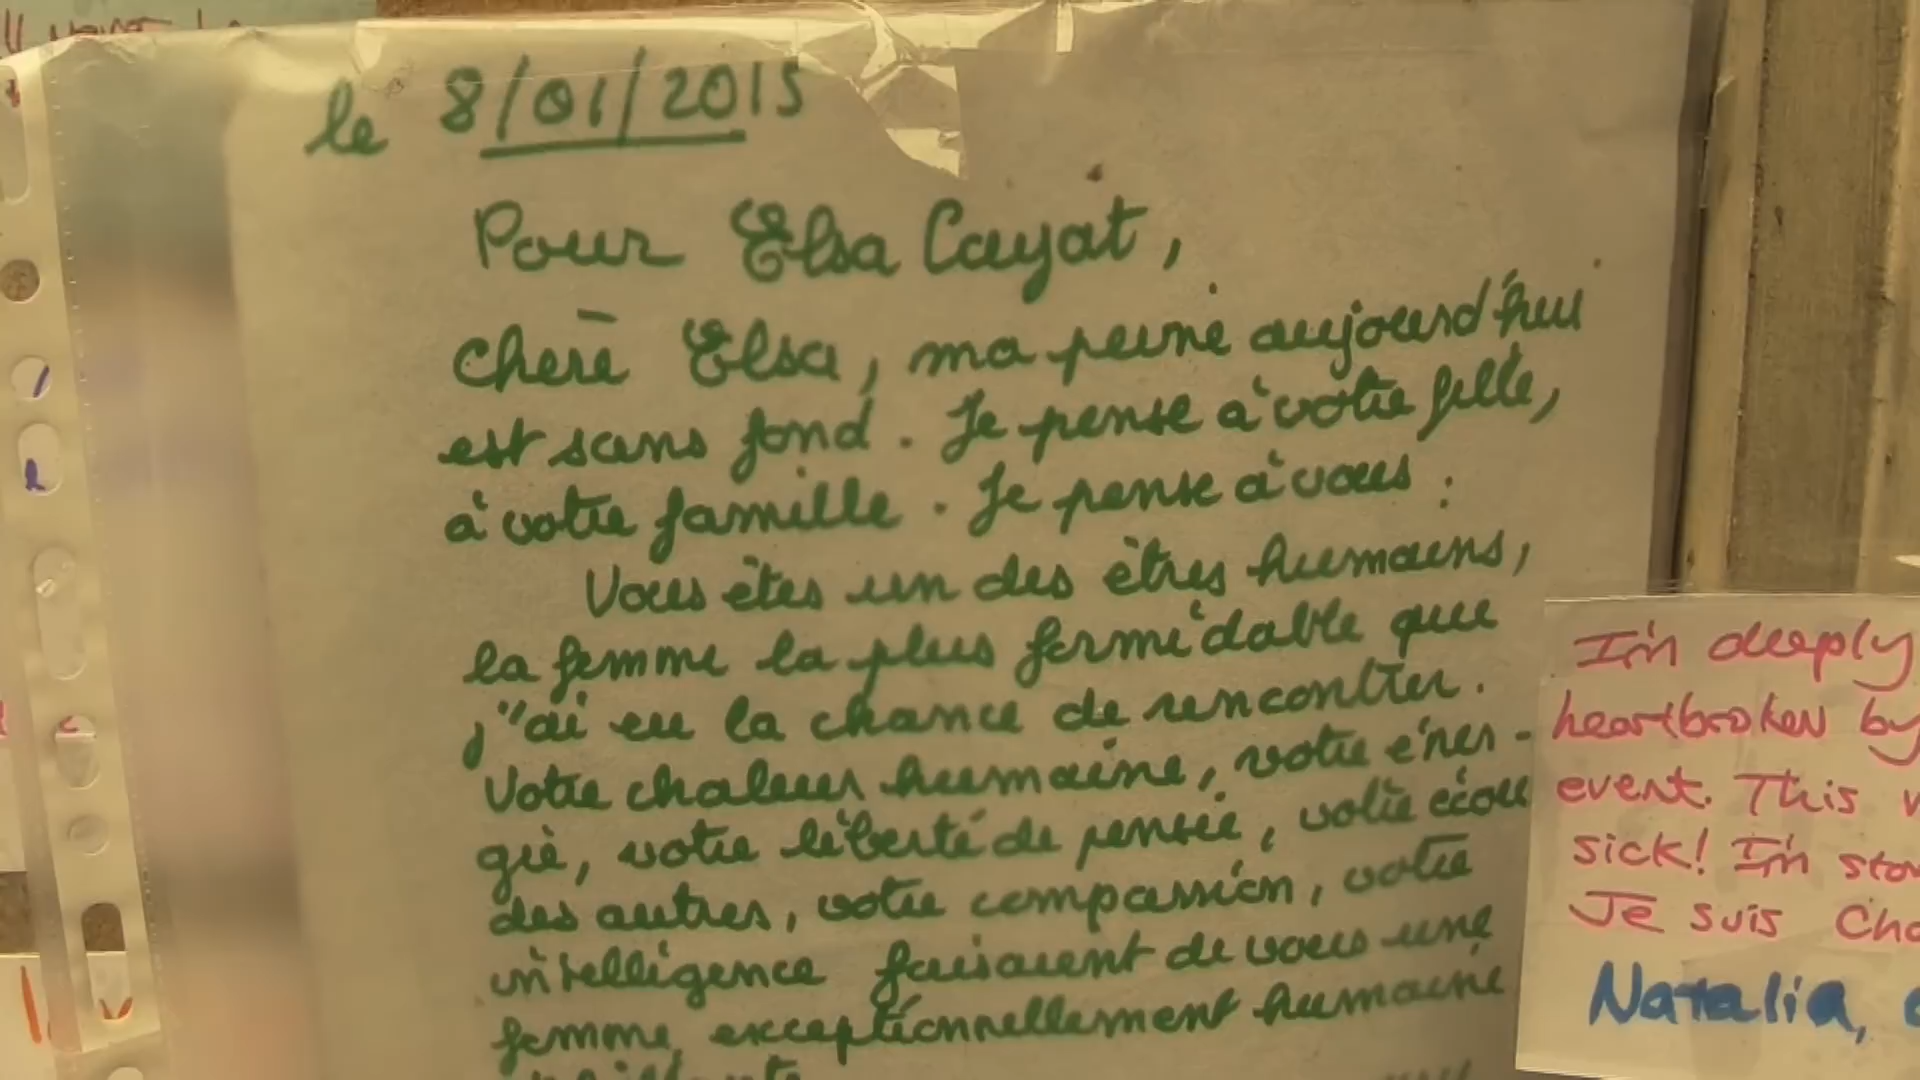 le 8/01/2015
Pour Elsa Cayat,
Chère Elsa, ma peine aujourd'hui
est sans fond. Je pense à votre fille,
à votre famille. Je pense à vous :
Vous êtes un des êtres humains,
la femme la plus formidable que
j'ai eu la chance de rencontrer.
Votre chaleur humaine, votre éner-
gie, votre liberté de pensée, votre écoute
des autres, votre compassion, votre
intelligence faisaient de vous une
femme exceptionnellement humaine
I'm deeply
heartbroken by
event. This
sick! I'm
Je suis
Natalia,